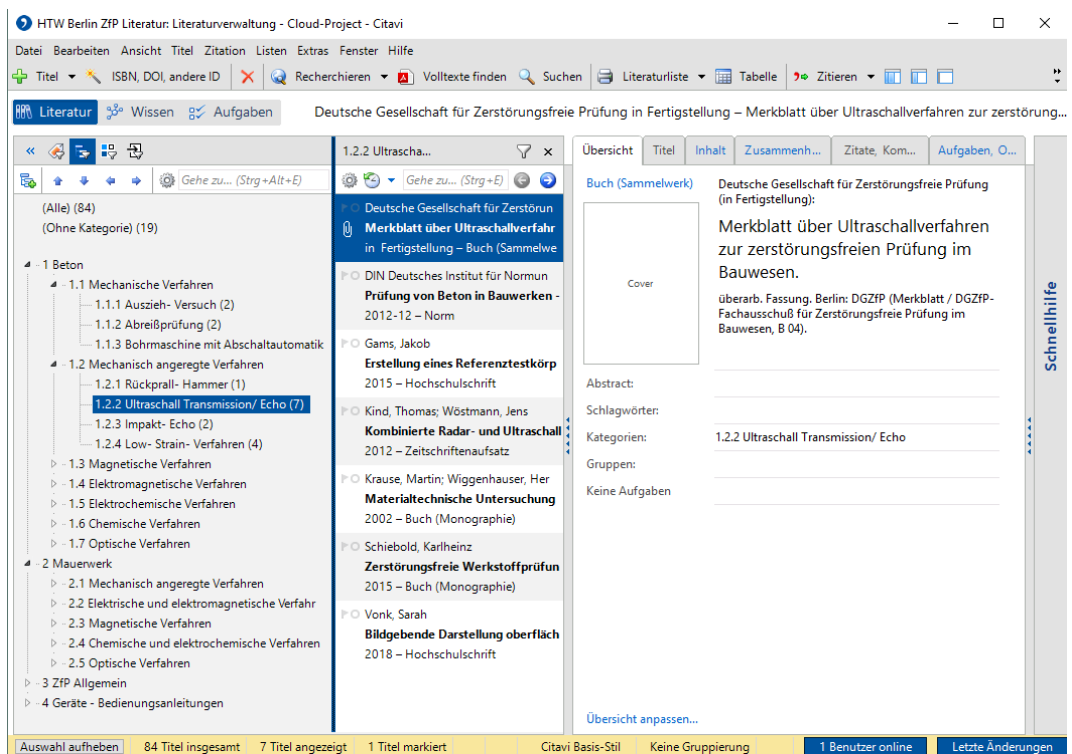 HTW Berlin ZfP Literatur: Literaturverwaltung - Cloud-Project - Citavi
Datei Bearbeiten Ansicht Titel Zitation Listen Extras Fenster Hilfe
Titel ISBN, DOI, andere ID Recherchieren Volltexte finden Suchen Literaturliste Tabelle Zitieren
Literatur Wissen Aufgaben Deutsche Gesellschaft für Zerstörungsfreie Prüfung in Fertigstellung – Merkblatt über Ultraschallverfahren zur zerstörung...
Gehe zu... (Strg+Alt+E)
(Alle) (84)
(Ohne Kategorie) (19)
1 Beton
1.1 Mechanische Verfahren
1.1.1 Auszieh- Versuch (2)
1.1.2 Abreißprüfung (2)
1.1.3 Bohrmaschine mit Abschaltautomatik
1.2 Mechanisch angeregte Verfahren
1.2.1 Rückprall- Hammer (1)
1.2.2 Ultraschall Transmission/ Echo (7)
1.2.3 Impakt- Echo (2)
1.2.4 Low- Strain- Verfahren (4)
1.3 Magnetische Verfahren
1.4 Elektromagnetische Verfahren
1.5 Elektrochemische Verfahren
1.6 Chemische Verfahren
1.7 Optische Verfahren
2 Mauerwerk
2.1 Mechanisch angeregte Verfahren
2.2 Elektrische und elektromagnetische Verfahr
2.3 Magnetische Verfahren
2.4 Chemische und elektrochemische Verfahren
2.5 Optische Verfahren
3 ZfP Allgemein
4 Geräte - Bedienungsanleitungen
1.2.2 Ultrascha...
Gehe zu... (Strg+E)
Deutsche Gesellschaft für Zerstörun
Merkblatt über Ultraschallverfahr
in Fertigstellung – Buch (Sammelwe
DIN Deutsches Institut für Normun
Prüfung von Beton in Bauwerken -
2012-12 – Norm
Gams, Jakob
Erstellung eines Referenztestkörp
2015 – Hochschulschrift
Kind, Thomas; Wöstmann, Jens
Kombinierte Radar- und Ultraschall
2012 – Zeitschriftenaufsatz
Krause, Martin; Wiggenhauser, Her
Materialtechnische Untersuchung
2002 – Buch (Monographie)
Schiebold, Karlheinz
Zerstörungsfreie Werkstoffprüfun
2015 – Buch (Monographie)
Vonk, Sarah
Bildgebende Darstellung oberfläch
2018 – Hochschulschrift
Übersicht Titel Inhalt Zusammenh... Zitate, Kom... Aufgaben, O...
Buch (Sammelwerk)
Cover
Deutsche Gesellschaft für Zerstörungsfreie Prüfung
(in Fertigstellung):
Merkblatt über Ultraschallverfahren
zur zerstörungsfreien Prüfung im
Bauwesen.
überarb. Fassung. Berlin: DGZfP (Merkblatt / DGZfP-
Fachausschuß für Zerstörungsfreie Prüfung im
Bauwesen, B 04).
Abstract:
Schlagwörter:
Kategorien: 1.2.2 Ultraschall Transmission/ Echo
Gruppen:
Keine Aufgaben
Übersicht anpassen...
Schnellhilfe
Auswahl aufheben 84 Titel insgesamt 7 Titel angezeigt 1 Titel markiert Citavi Basis-Stil Keine Gruppierung 1 Benutzer online Letzte Änderungen